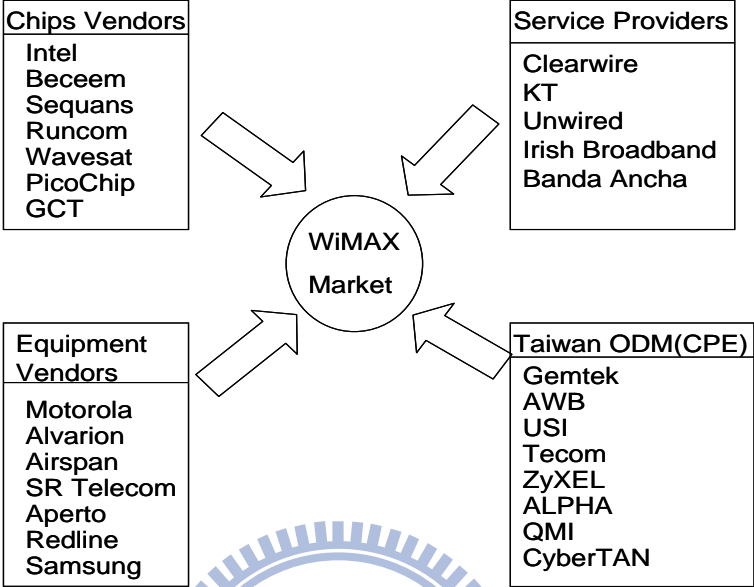 Chips Vendors
Intel
Beceem
Sequans
Runcom
Wavesat
PicoChip
GCT
Service Providers
Clearwire
KT
Unwired
Irish Broadband
Banda Ancha
WiMAX
Market
Equipment
Vendors
Motorola
Alvarion
Airspan
SR Telecom
Aperto
Redline
Samsung
Taiwan ODM(CPE)
Gemtek
AWB
USI
Tecom
ZyXEL
ALPHA
QMI
CyberTAN